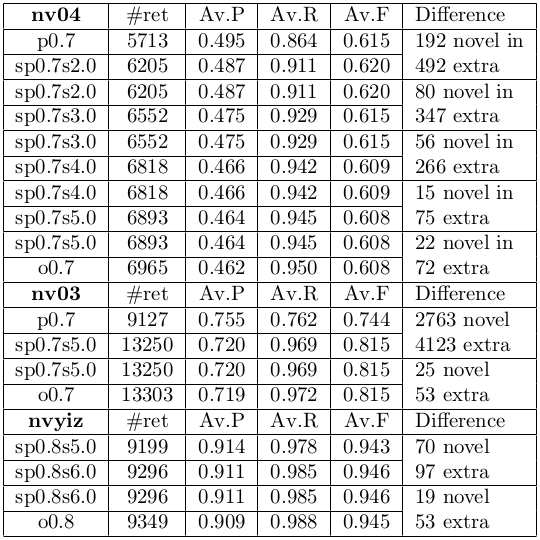 nv04 #ret Av.P Av.R Av.F Difference
p0.7 5713 0.495 0.864 0.615 192 novel in
sp0.7s2.0 6205 0.487 0.911 0.620 492 extra
sp0.7s2.0 6205 0.487 0.911 0.620 80 novel in
sp0.7s3.0 6552 0.475 0.929 0.615 347 extra
sp0.7s3.0 6552 0.475 0.929 0.615 56 novel in
sp0.7s4.0 6818 0.466 0.942 0.609 266 extra
sp0.7s4.0 6818 0.466 0.942 0.609 15 novel in
sp0.7s5.0 6893 0.464 0.945 0.608 75 extra
sp0.7s5.0 6893 0.464 0.945 0.608 22 novel in
o0.7 6965 0.462 0.950 0.608 72 extra
nv03 #ret Av.P Av.R Av.F Difference
p0.7 9127 0.755 0.762 0.744 2763 novel
sp0.7s5.0 13250 0.720 0.969 0.815 4123 extra
sp0.7s5.0 13250 0.720 0.969 0.815 25 novel
o0.7 13303 0.719 0.972 0.815 53 extra
nvyiz #ret Av.P Av.R Av.F Difference
sp0.8s5.0 9199 0.914 0.978 0.943 70 novel
sp0.8s6.0 9296 0.911 0.985 0.946 97 extra
sp0.8s6.0 9296 0.911 0.985 0.946 19 novel
o0.8 9349 0.909 0.988 0.945 53 extra